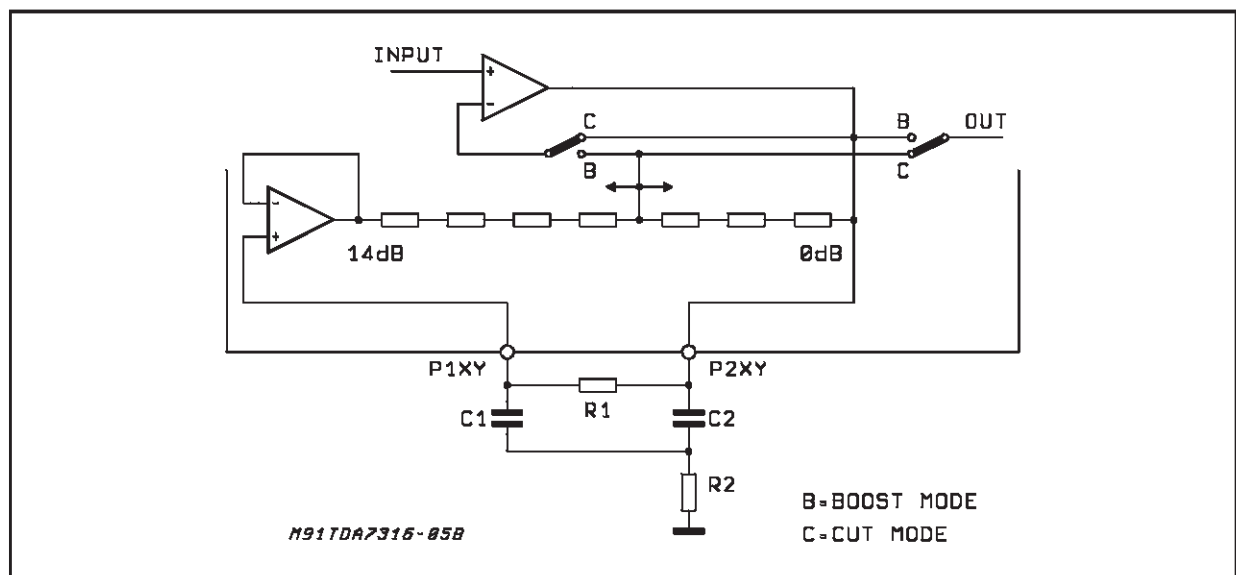 INPUT
+
-
C
B
B
OUT
C
-
+
14dB
0dB
P1XY
P2XY
R1
C1
C2
R2
B=BOOST MODE
M91TDA7316-05B
C=CUT MODE